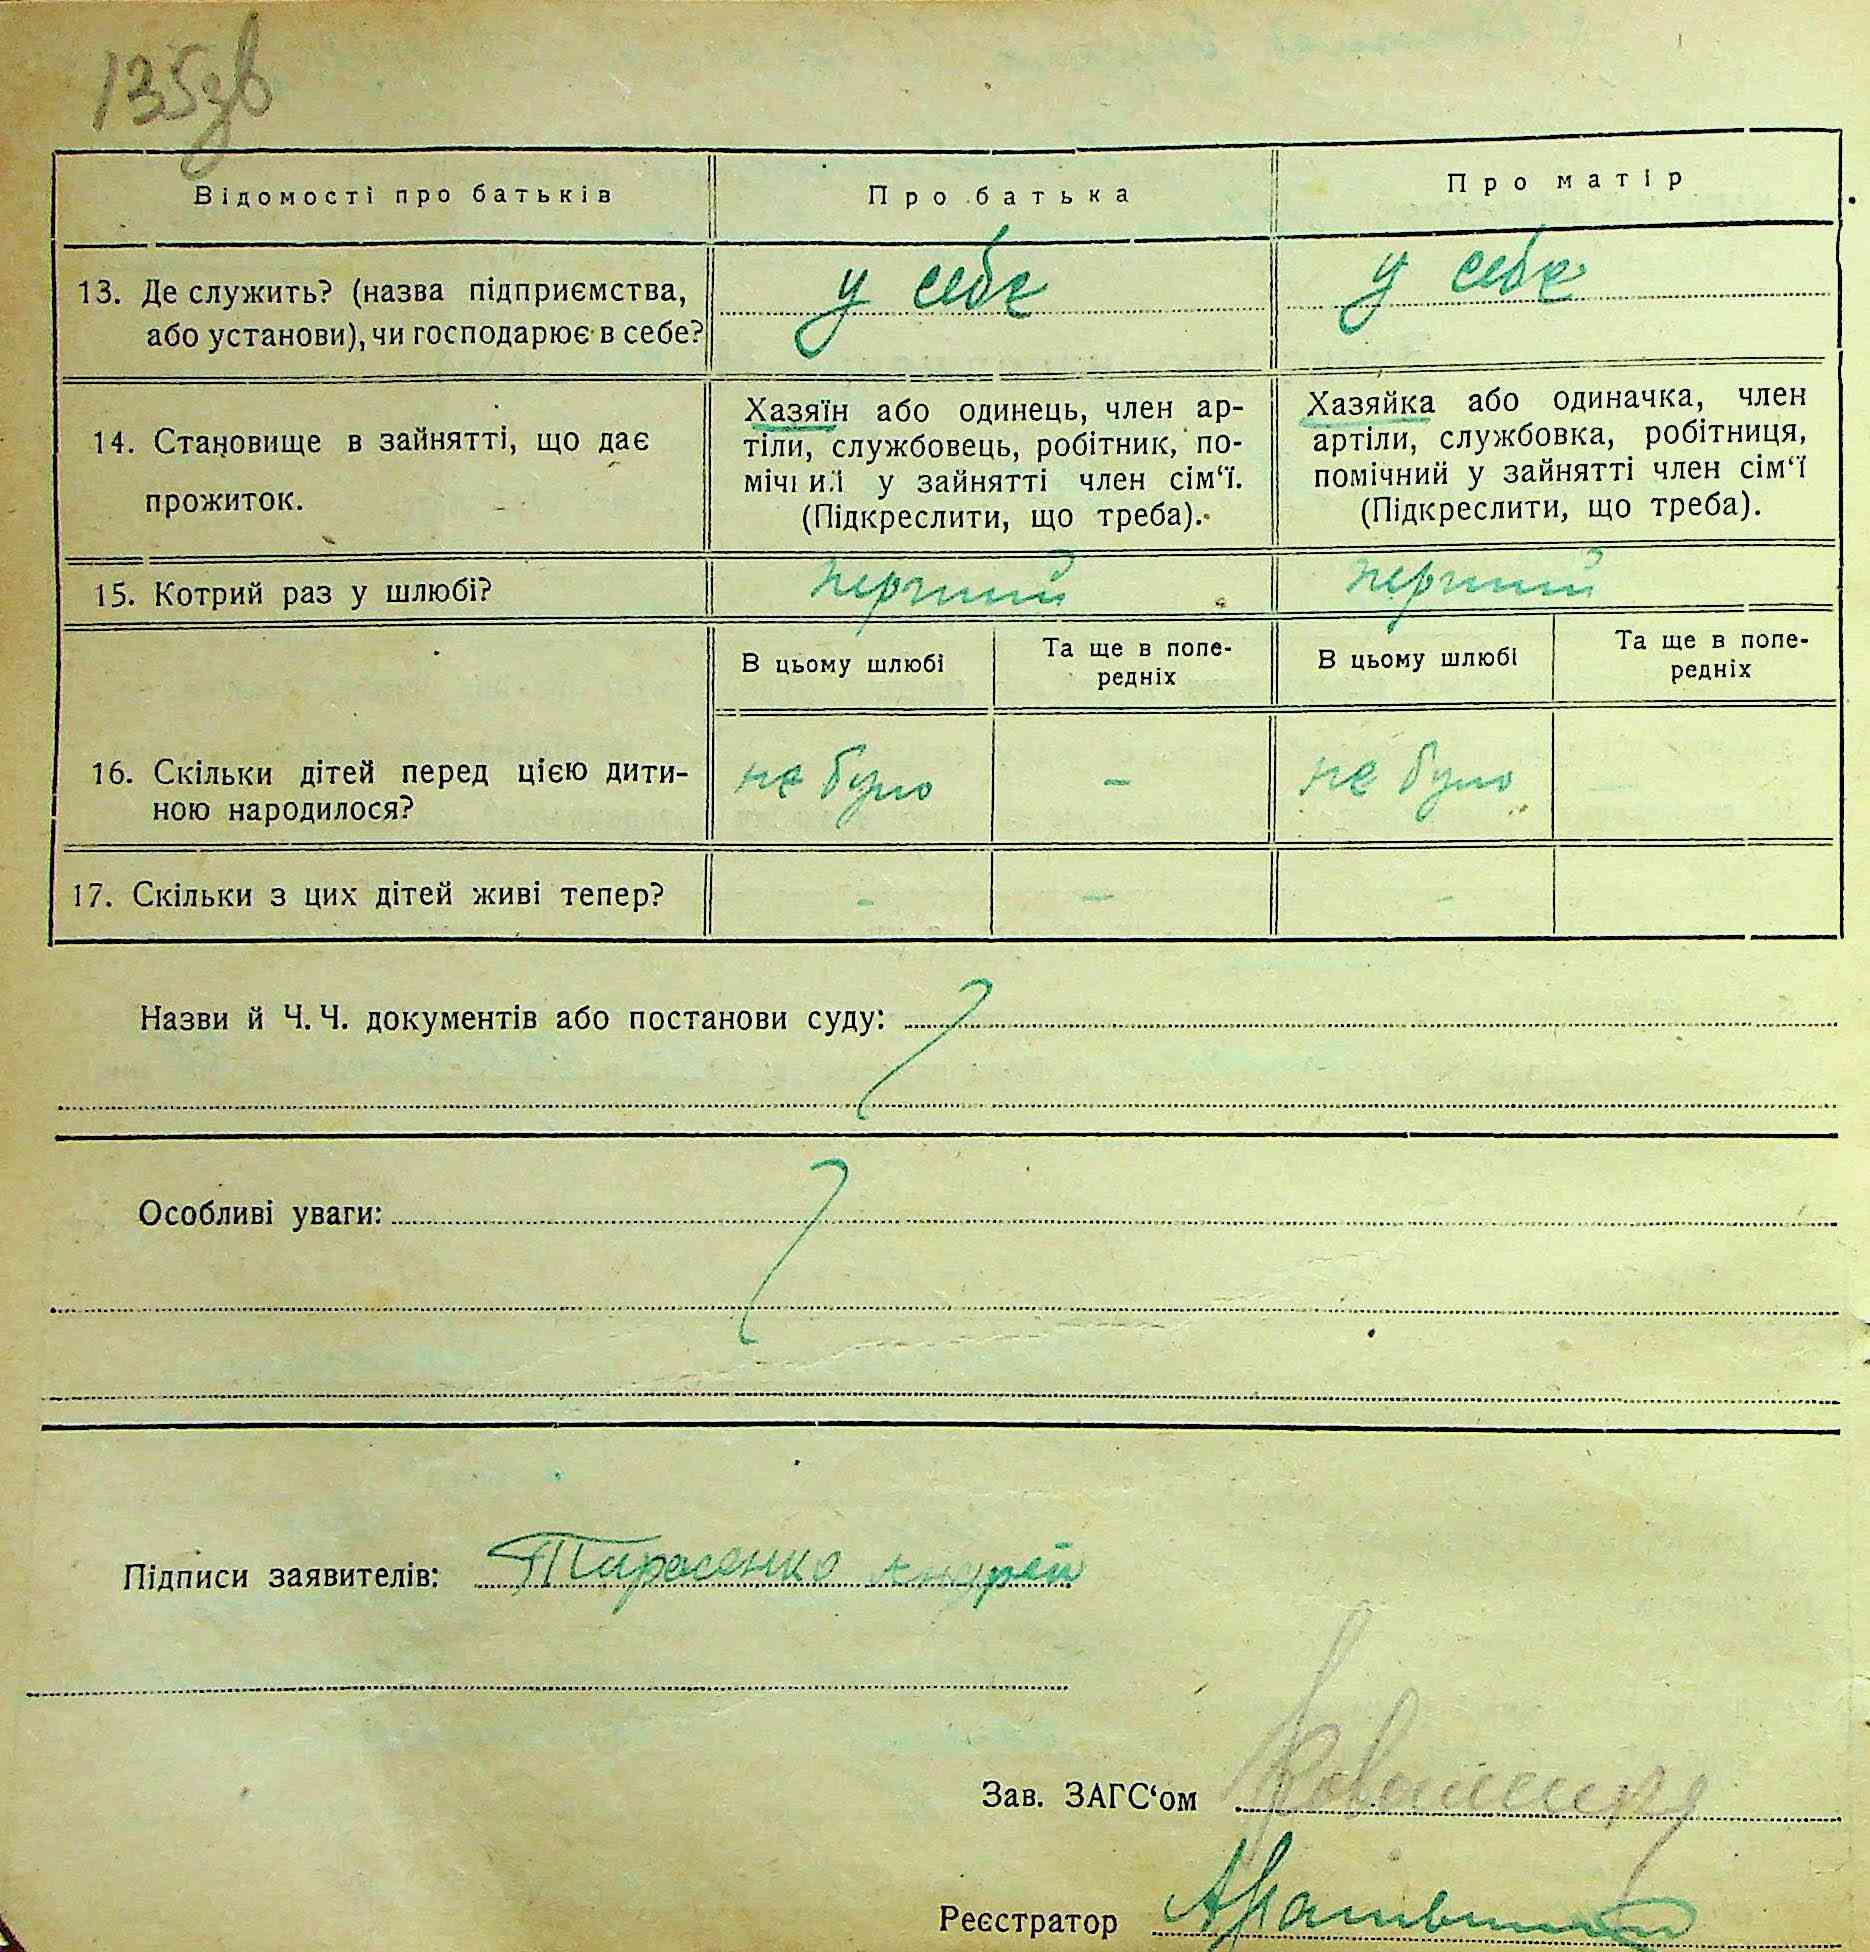 135зв
Відомості про батьків
Про батька
Про матір
13. Де служить? (назва підприємства,
або установи), чи господарює в себе?
у себе
у себе
14. Становище в зайнятті, що дає
прожиток.
Хазяїн або одинець, член ар-
тіли, службовець, робітник, по-
мічний у зайнятті член сім‘ї.
(Підкреслити, що треба).
Хазяйка або одиначка, член
артіли, службовка, робітниця,
помічний у зайнятті член сім‘ї
(Підкреслити, що треба).
15. Котрий раз у шлюбі?
перший
перший
В цьому шлюбі
Та ще в попе-
редніх
В цьому шлюбі
Та ще в попе-
редніх
16. Скільки дітей перед цією дити-
ною народилося?
не було
–
не було
–
17. Скільки з цих дітей живі тепер?
–
–
–
Назви й Ч. Ч. документів або постанови суду:
Особливі уваги:
Підписи заявителів: Тарасенко Андрей
Зав. ЗАГС‘ом
Реєстратор